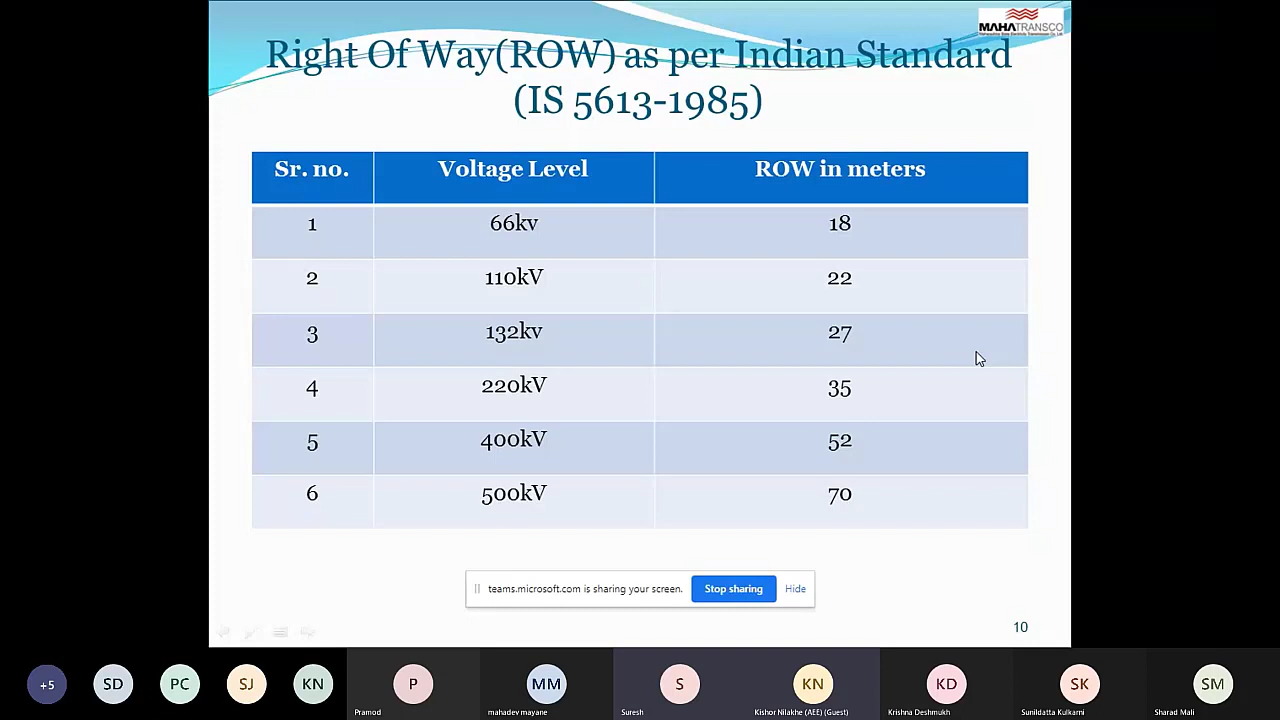 MAHATRANSCO
Right Of Way(ROW) as per Indian Standard
(IS 5613-1985)
Sr. no. Voltage Level ROW in meters
1 66kv 18
2 110kV 22
3 132kv 27
4 220kV 35
5 400kV 52
6 500kV 70
teams.microsoft.com is sharing your screen. Stop sharing Hide
10
+5 SD PC SJ KN P MM S KN KD SK SM
Pramod mahadev mayane Suresh Kishor Nilakhe (AEE) (Guest) Krishna Deshmukh Sunildatta Kulkarni Sharad Mali